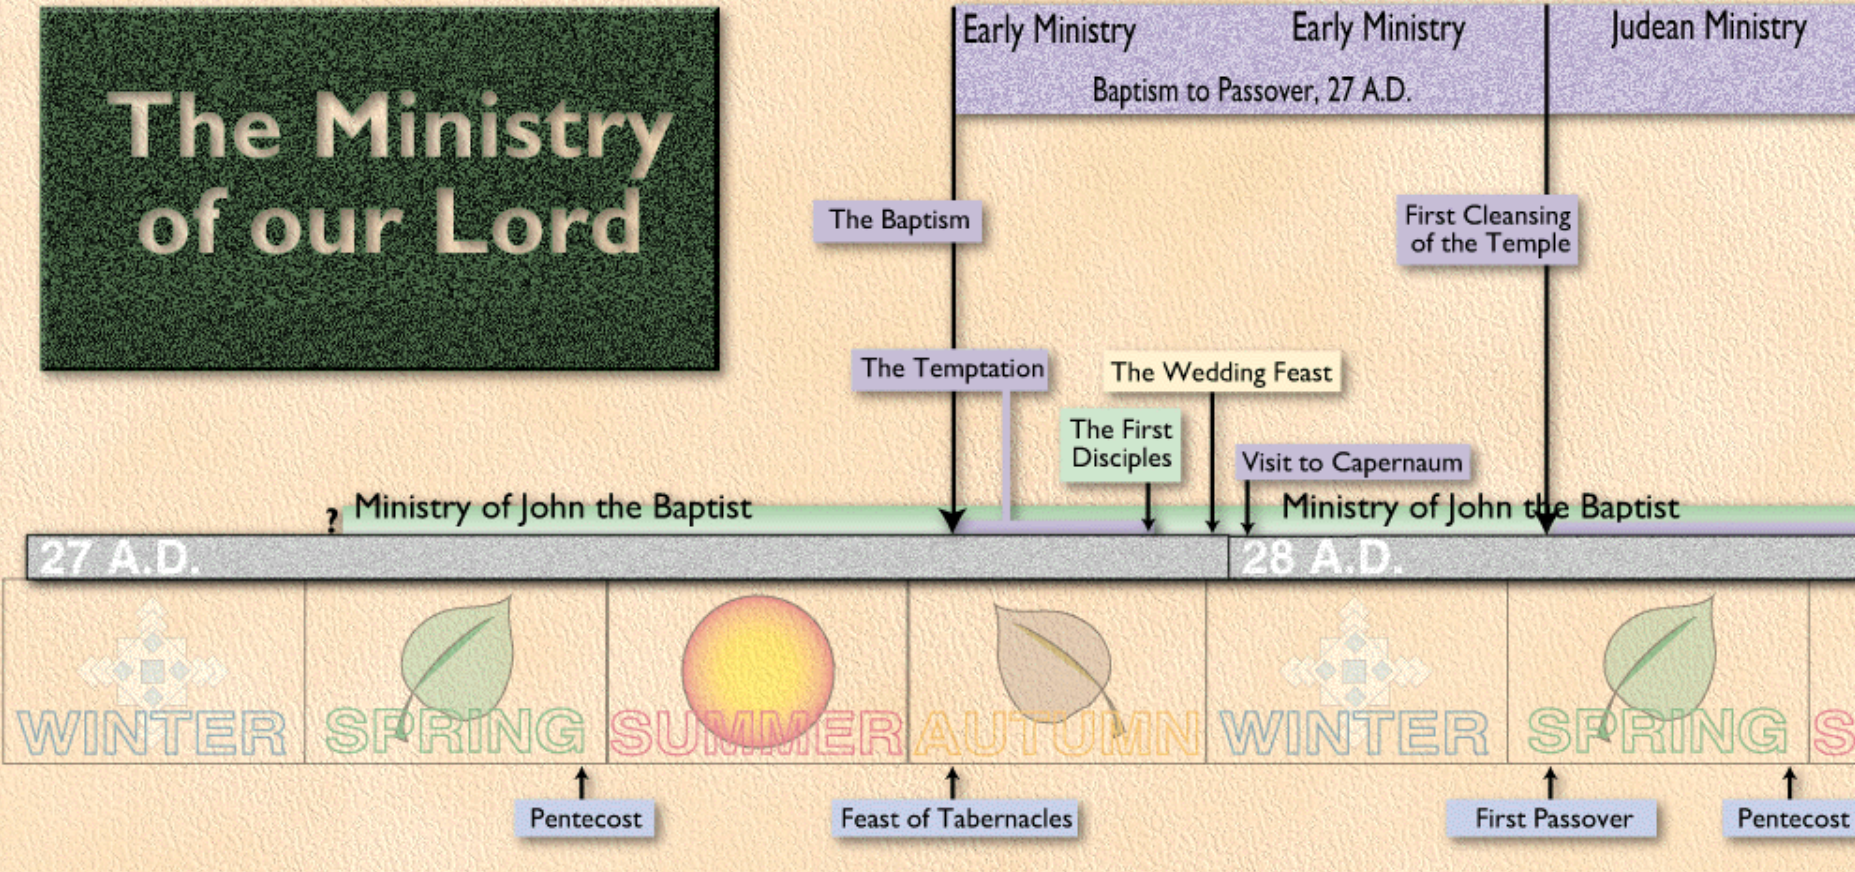 The Ministry
of our Lord
Early Ministry
Early Ministry
Judean Ministry
Baptism to Passover, 27 A.D.
The Baptism
First Cleansing
of the Temple
The Temptation
The Wedding Feast
The First
Disciples
Visit to Capernaum
? Ministry of John the Baptist
Ministry of John the Baptist
27 A.D.
28 A.D.
WINTER
SPRING
SUMMER
AUTUMN
WINTER
SPRING
S
Pentecost
Feast of Tabernacles
First Passover
Pentecost